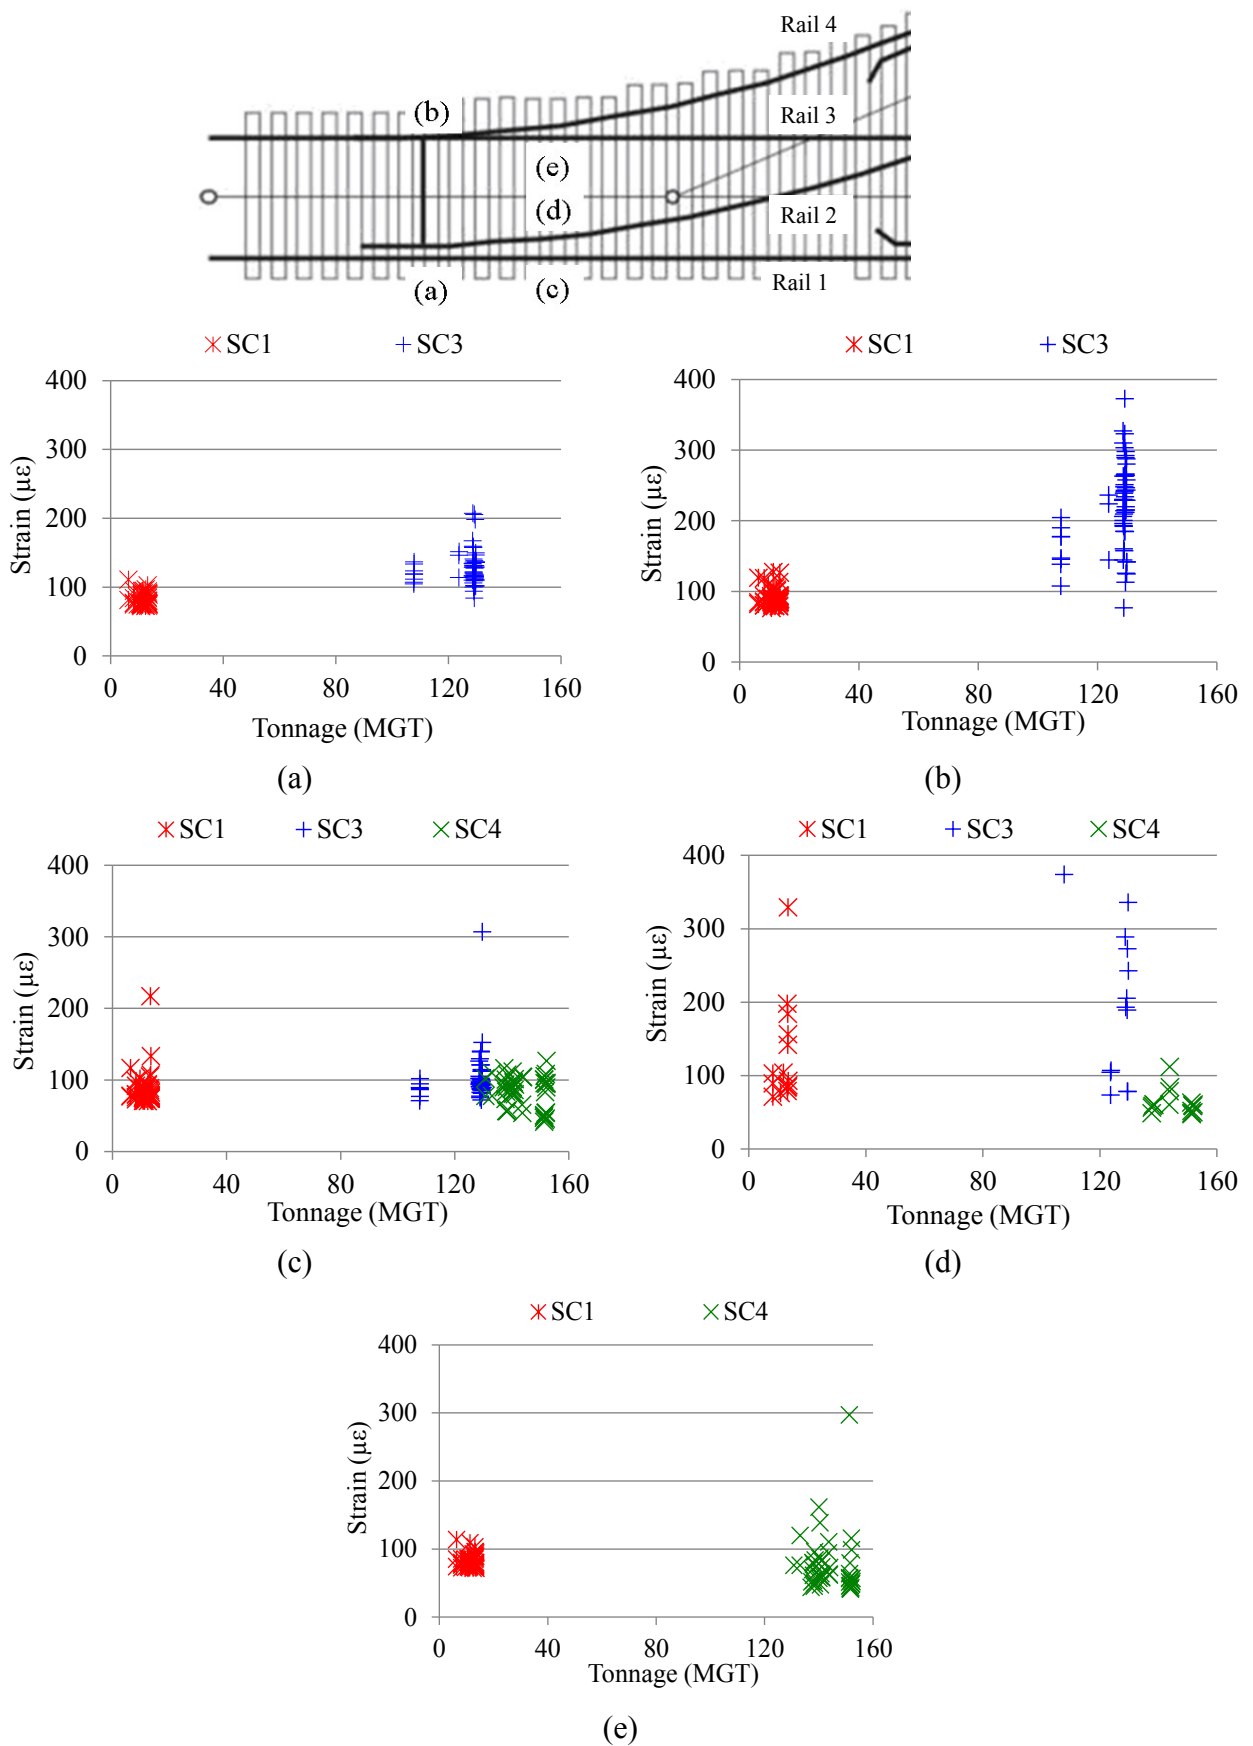 Rail 4
(b)
Rail 3
(e)
(d)
Rail 2
(a)
(c)
Rail 1
SC1 SC3
400
300
200
100
0
Strain (με)
0 40 80 120 160
Tonnage (MGT)
(a)
SC1 SC3
400
300
200
100
0
Strain (με)
0 40 80 120 160
Tonnage (MGT)
(b)
SC1 SC3 SC4
400
300
200
100
0
Strain (με)
0 40 80 120 160
Tonnage (MGT)
(c)
SC1 SC3 SC4
400
300
200
100
0
Strain (με)
0 40 80 120 160
Tonnage (MGT)
(d)
SC1 SC4
400
300
200
100
0
Strain (με)
0 40 80 120 160
Tonnage (MGT)
(e)